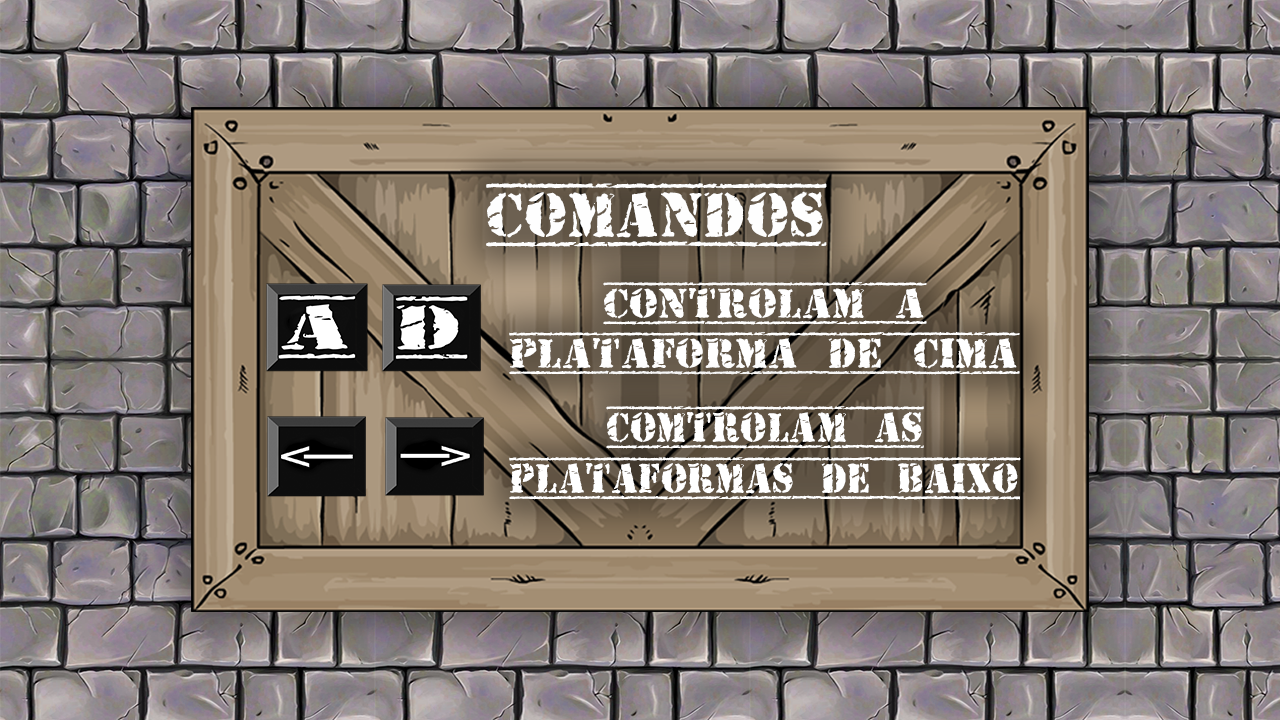 COMANDOS
A D CONTROLAM A
PLATAFORMA DE CIMA
← → COMTROLAM AS
PLATAFORMAS DE BAIXO